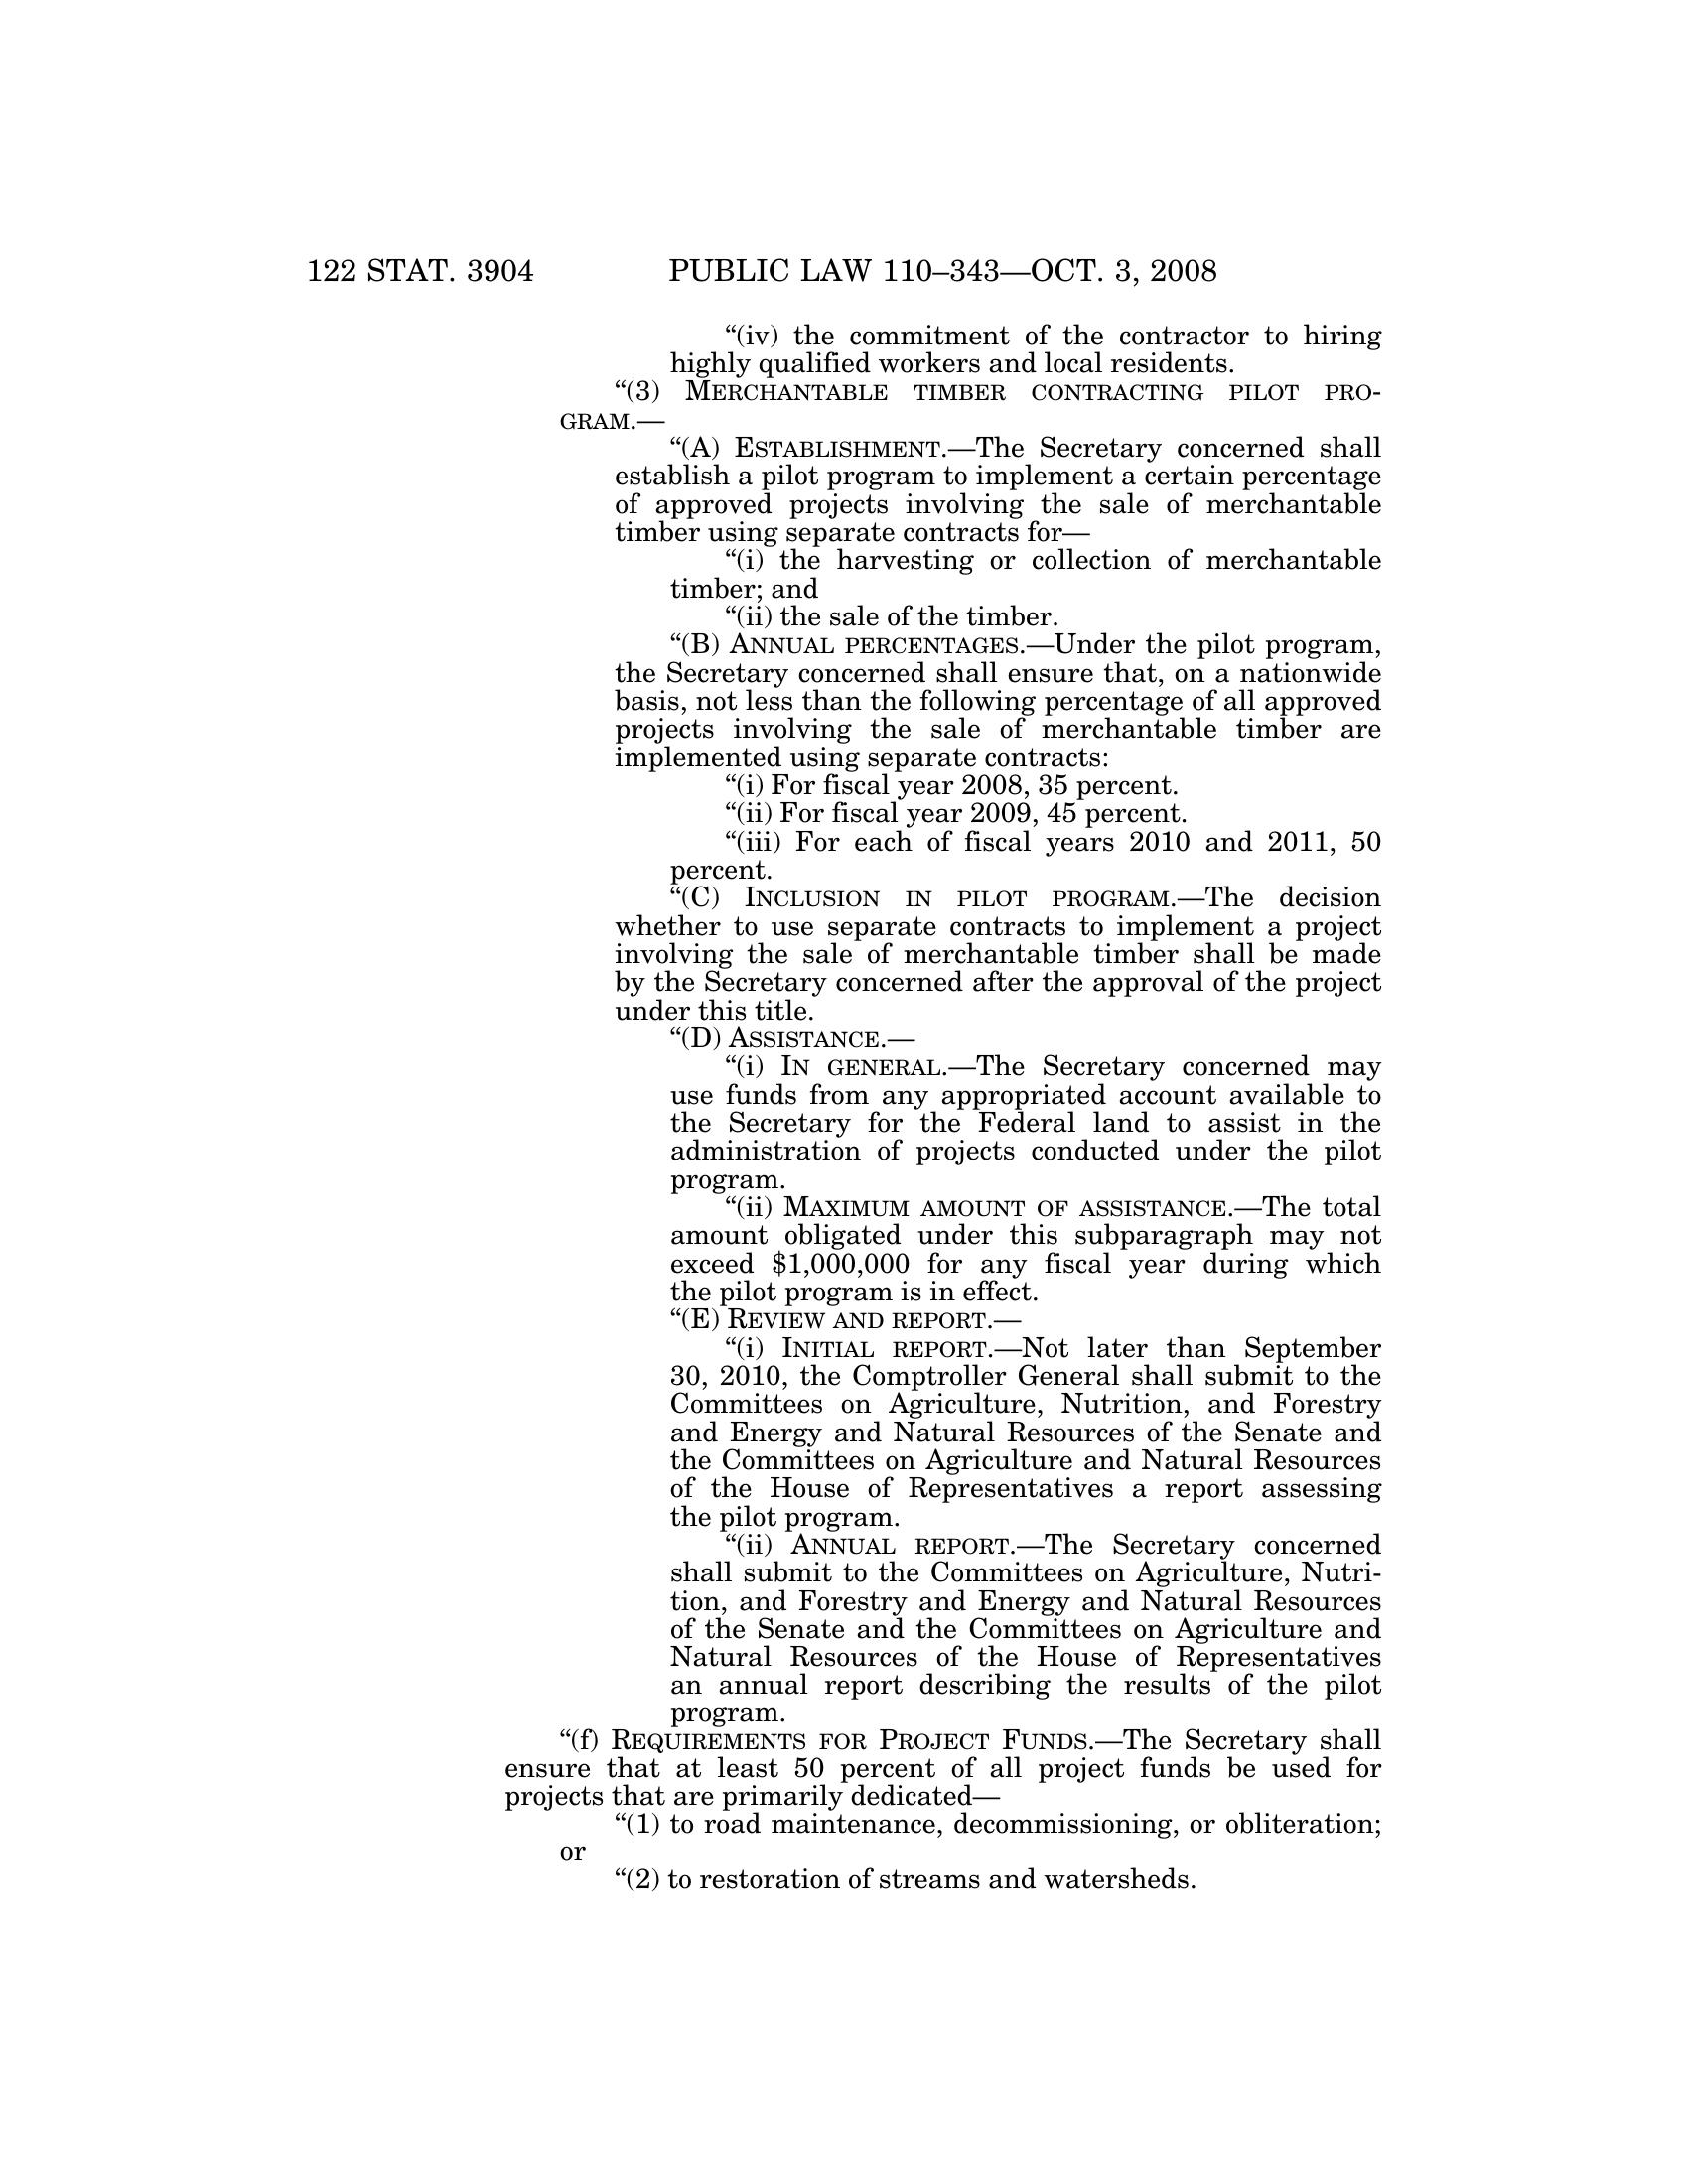 122 STAT. 3904 PUBLIC LAW 110–343—OCT. 3, 2008
“(iv) the commitment of the contractor to hiring
highly qualified workers and local residents.
“(3) MERCHANTABLE TIMBER CONTRACTING PILOT PRO-
GRAM.—
“(A) ESTABLISHMENT.—The Secretary concerned shall
establish a pilot program to implement a certain percentage
of approved projects involving the sale of merchantable
timber using separate contracts for—
“(i) the harvesting or collection of merchantable
timber; and
“(ii) the sale of the timber.
“(B) ANNUAL PERCENTAGES.—Under the pilot program,
the Secretary concerned shall ensure that, on a nationwide
basis, not less than the following percentage of all approved
projects involving the sale of merchantable timber are
implemented using separate contracts:
“(i) For fiscal year 2008, 35 percent.
“(ii) For fiscal year 2009, 45 percent.
“(iii) For each of fiscal years 2010 and 2011, 50
percent.
“(C) INCLUSION IN PILOT PROGRAM.—The decision
whether to use separate contracts to implement a project
involving the sale of merchantable timber shall be made
by the Secretary concerned after the approval of the project
under this title.
“(D) ASSISTANCE.—
“(i) IN GENERAL.—The Secretary concerned may
use funds from any appropriated account available to
the Secretary for the Federal land to assist in the
administration of projects conducted under the pilot
program.
“(ii) MAXIMUM AMOUNT OF ASSISTANCE.—The total
amount obligated under this subparagraph may not
exceed $1,000,000 for any fiscal year during which
the pilot program is in effect.
“(E) REVIEW AND REPORT.—
“(i) INITIAL REPORT.—Not later than September
30, 2010, the Comptroller General shall submit to the
Committees on Agriculture, Nutrition, and Forestry
and Energy and Natural Resources of the Senate and
the Committees on Agriculture and Natural Resources
of the House of Representatives a report assessing
the pilot program.
“(ii) ANNUAL REPORT.—The Secretary concerned
shall submit to the Committees on Agriculture, Nutri-
tion, and Forestry and Energy and Natural Resources
of the Senate and the Committees on Agriculture and
Natural Resources of the House of Representatives
an annual report describing the results of the pilot
program.
“(f) REQUIREMENTS FOR PROJECT FUNDS.—The Secretary shall
ensure that at least 50 percent of all project funds be used for
projects that are primarily dedicated—
“(1) to road maintenance, decommissioning, or obliteration;
or
“(2) to restoration of streams and watersheds.